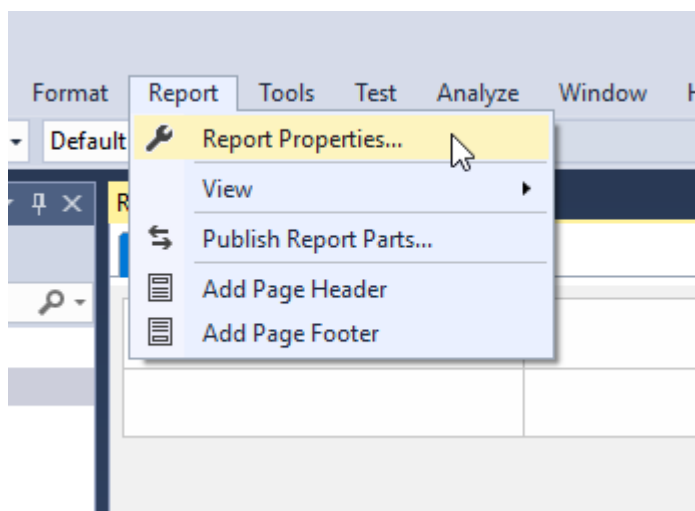 Format Report Tools Test Analyze Window H
Default
Report Properties...
View
R
Publish Report Parts...
Add Page Header
Add Page Footer